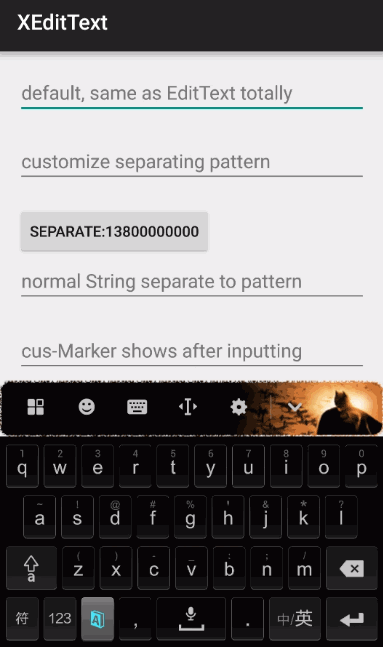 XEditText
default, same as EditText totally
customize separating pattern
SEPARATE:13800000000
normal String separate to pattern
cus-Marker shows after inputting
1 2 3 4 5 6 7 8 9 0
q w e r t y u i o p
~ ! @ # % ' & * ?
a s d f g h j k l
( ) - _ : ; /
z x c v b n m
a
符 123 , . 中/英